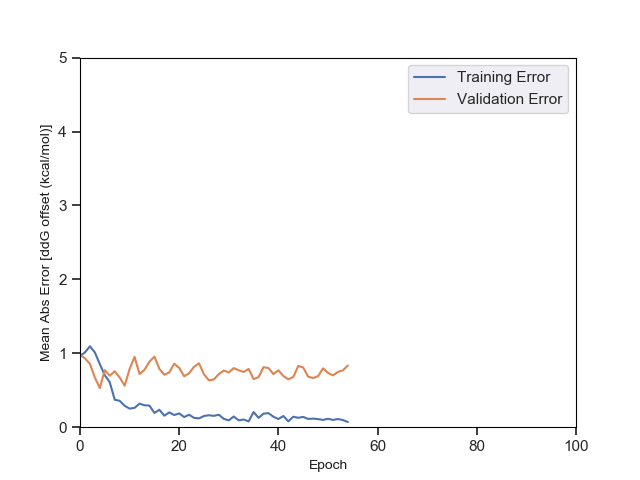 5
4
3
2
1
0
0 20 40 60 80 100
Mean Abs Error [ddG offset (kcal/mol)]
Epoch
Training Error
Validation Error